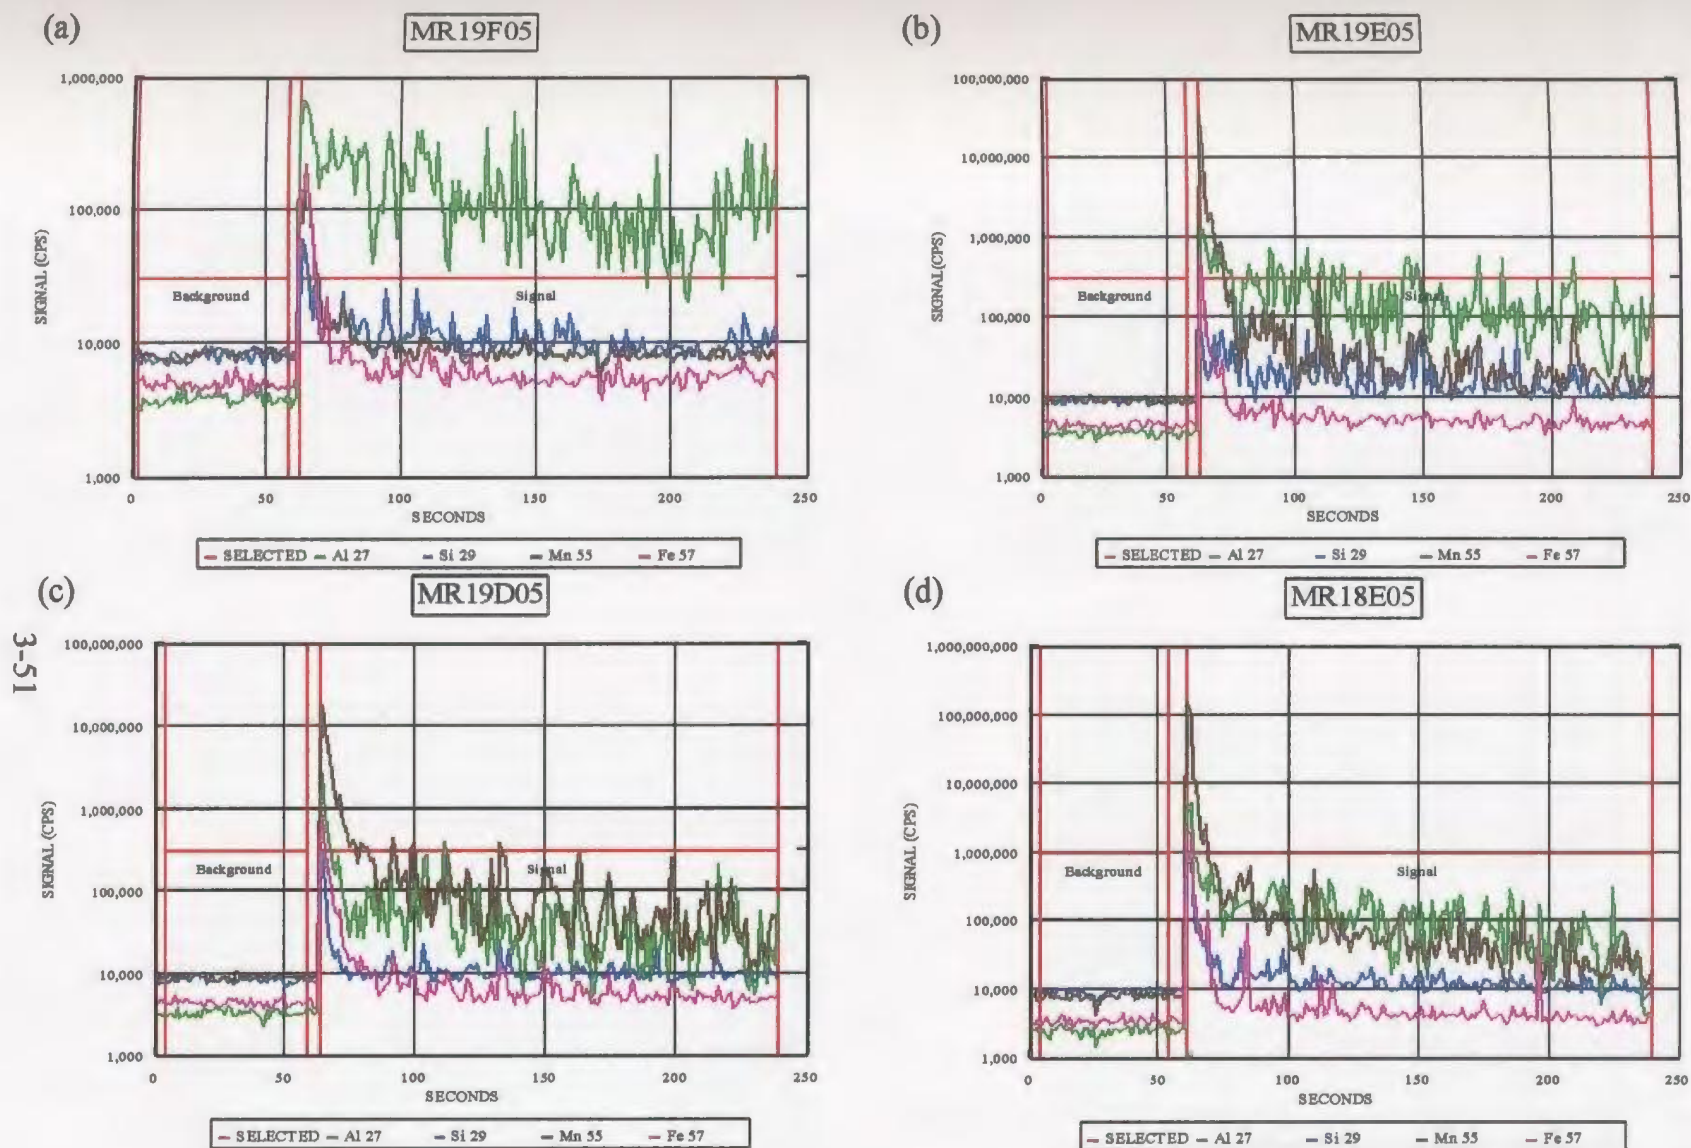 (a)
MR19F05
1,000,000
100,000
10,000
1,000
SIGNAL (CPS)
Background
Signal
0 50 100 150 200 250
SECONDS
SELECTED Al 27 Si 29 Mn 55 Fe 57
(b)
MR19E05
100,000,000
10,000,000
1,000,000
100,000
10,000
1,000
SIGNAL(CPS)
Background
Signal
0 50 100 150 200 250
SECONDS
SELECTED Al 27 Si 29 Mn 55 Fe 57
(c)
MR19D05
100,000,000
10,000,000
1,000,000
100,000
10,000
1,000
SIGNAL (CPS)
Background
Signal
0 50 100 150 200 250
SECONDS
SELECTED Al 27 Si 29 Mn 55 Fe 57
(d)
MR18E05
1,000,000,000
100,000,000
10,000,000
1,000,000
100,000
10,000
1,000
SIGNAL (CPS)
Background
Signal
0 50 100 150 200 250
SECONDS
SELECTED Al 27 Si 29 Mn 55 Fe 57
3-51